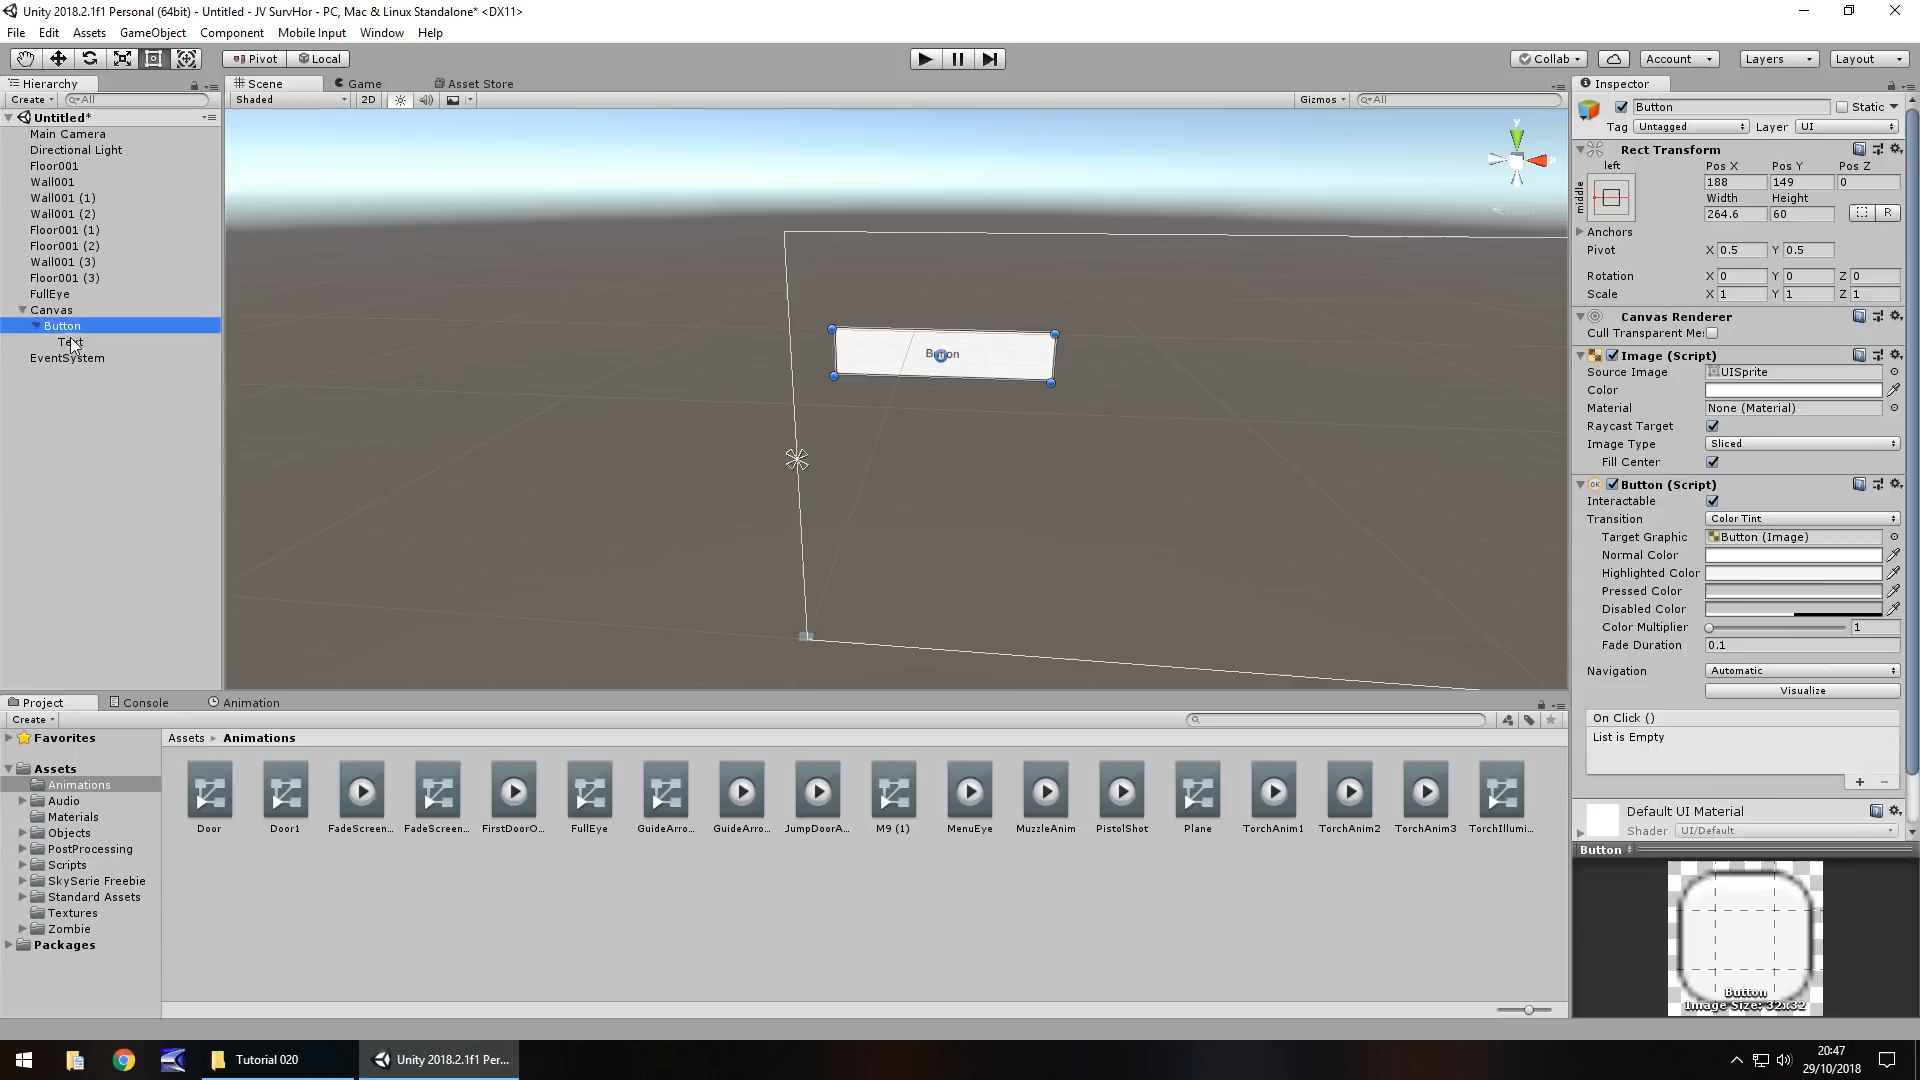 Unity 2018.2.1f1 Personal (64bit) - Untitled - JV SurvHor - PC, Mac & Linux Standalone* <DX11>
File Edit Assets GameObject Component Mobile Input Window Help
Pivot Local Collab Account Layers Layout
Hierarchy Scene Game Asset Store Inspector
Create All Shaded 2D Gizmos All
Button Static
Tag Untagged Layer UI
Untitled*
Main Camera
Directional Light
Floor001
Wall001
Wall001 (1)
Wall001 (2)
Floor001 (1)
Floor001 (2)
Wall001 (3)
Floor001 (3)
FullEye
Canvas
Button
Text
EventSystem
y
Button
Rect Transform
left Pos X Pos Y Pos Z
middle 188 149 0
Width Height
264.6 60 R
Anchors
Pivot X 0.5 Y 0.5
Rotation X 0 Y 0 Z 0
Scale X 1 Y 1 Z 1
Canvas Renderer
Cull Transparent Me
Image (Script)
Source Image UISprite
Color
Material None (Material)
Raycast Target
Image Type Sliced
Fill Center
OK Button (Script)
Interactable
Transition Color Tint
Target Graphic Button (Image)
Normal Color
Highlighted Color
Pressed Color
Disabled Color
Color Multiplier 1
Fade Duration 0.1
Navigation Automatic
Visualize
On Click ()
List is Empty
Default UI Material
Shader UI/Default
Button
Button
Image Size: 32x32
Project Console Animation
Create
Favorites
Assets
Animations
Audio
Materials
Objects
PostProcessing
Scripts
SkySerie Freebie
Standard Assets
Textures
Zombie
Packages
Assets Animations
Door Door1 FadeScreen... FadeScreen... FirstDoorO... FullEye GuideArro... GuideArro... JumpDoorA... M9 (1) MenuEye MuzzleAnim PistolShot Plane TorchAnim1 TorchAnim2 TorchAnim3 TorchIllumi...
Tutorial 020 Unity 2018.2.1f1 Per...
20:47
29/10/2018